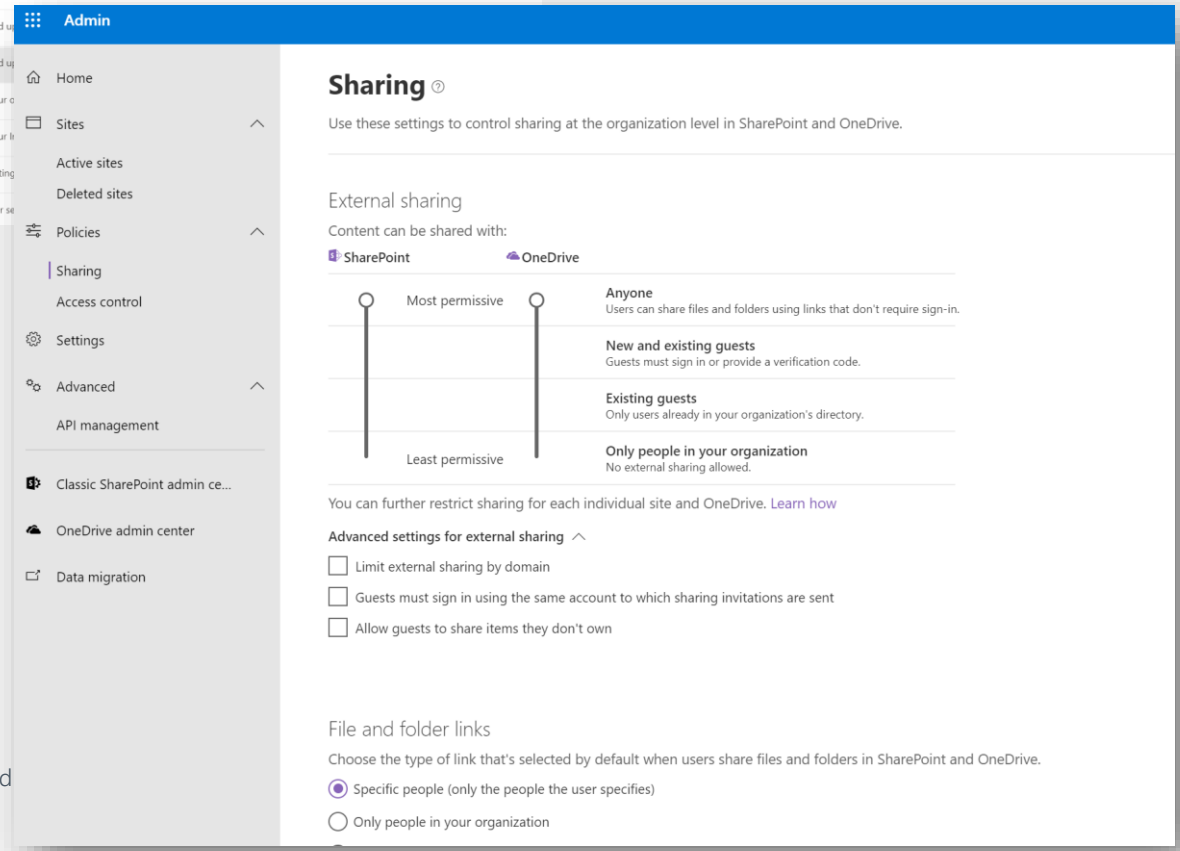 Admin
Home
Sites
Active sites
Deleted sites
Policies
Sharing
Access control
Settings
Advanced
API management
Classic SharePoint admin ce...
OneDrive admin center
Data migration
Sharing
Use these settings to control sharing at the organization level in SharePoint and OneDrive.
External sharing
Content can be shared with:
SharePoint OneDrive
Most permissive
Anyone
Users can share files and folders using links that don't require sign-in.
New and existing guests
Guests must sign in or provide a verification code.
Existing guests
Only users already in your organization's directory.
Least permissive
Only people in your organization
No external sharing allowed.
You can further restrict sharing for each individual site and OneDrive. Learn how
Advanced settings for external sharing
Limit external sharing by domain
Guests must sign in using the same account to which sharing invitations are sent
Allow guests to share items they don't own
File and folder links
Choose the type of link that's selected by default when users share files and folders in SharePoint and OneDrive.
Specific people (only the people the user specifies)
Only people in your organization